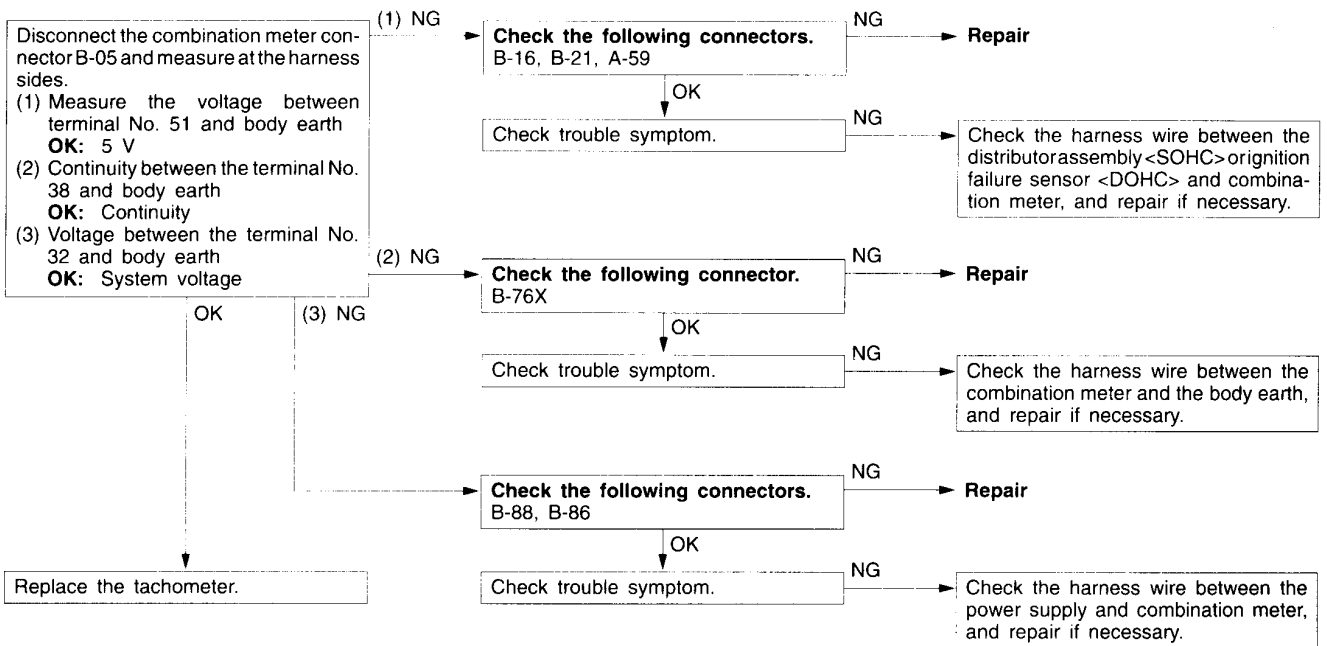 Disconnect the combination meter con-
nector B-05 and measure at the harness
sides.
(1) Measure the voltage between
terminal No. 51 and body earth
OK: 5 V
(2) Continuity between the terminal No.
38 and body earth
OK: Continuity
(3) Voltage between the terminal No.
32 and body earth
OK: System voltage
(1) NG
Check the following connectors.
B-16, B-21, A-59
NG
Repair
OK
Check trouble symptom.
NG
Check the harness wire between the
distributor assembly <SOHC> or ignition
failure sensor <DOHC> and combina-
tion meter, and repair if necessary.
(2) NG
Check the following connector.
B-76X
NG
Repair
OK
Check trouble symptom.
NG
Check the harness wire between the
combination meter and the body earth,
and repair if necessary.
OK
(3) NG
Check the following connectors.
B-88, B-86
NG
Repair
OK
Replace the tachometer.
Check trouble symptom.
NG
Check the harness wire between the
power supply and combination meter,
and repair if necessary.